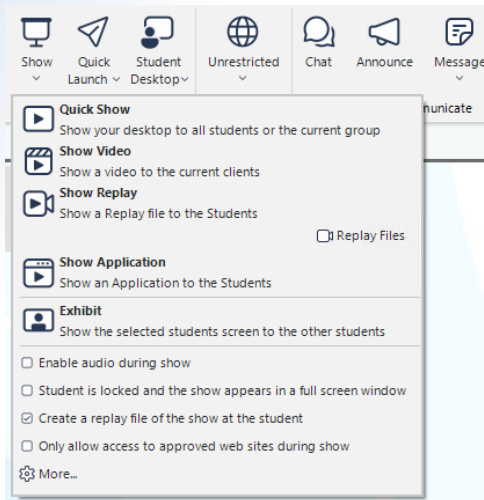 Show
Quick
Launch
Student
Desktop
Unrestricted
Chat
Announce
Message
Quick Show
Show your desktop to all students or the current group
Show Video
Show a video to the current clients
Show Replay
Show a Replay file to the Students
Replay Files
Show Application
Show an Application to the Students
Exhibit
Show the selected students screen to the other students
Enable audio during show
Student is locked and the show appears in a full screen window
Create a replay file of the show at the student
Only allow access to approved web sites during show
More...